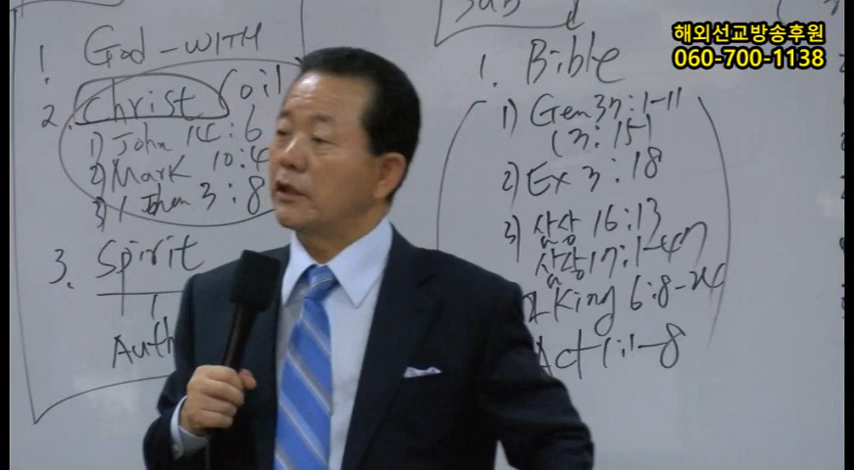 해외선교방송후원
060-700-1138
1. God-WITH
2. Christ (oil
1) John 14:6
2) Mark 10:4
3) 1 John 3:8
3. Spirit
Auth
Sub
1. Bible
1) Gen 37:1-11
(3:15)
2) Ex 3:18
3) 삼상 16:13
삼상 17:1-47
King 6:8-24
Act 1:1-8